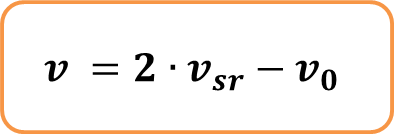 v = 2 · v_sr − v_0